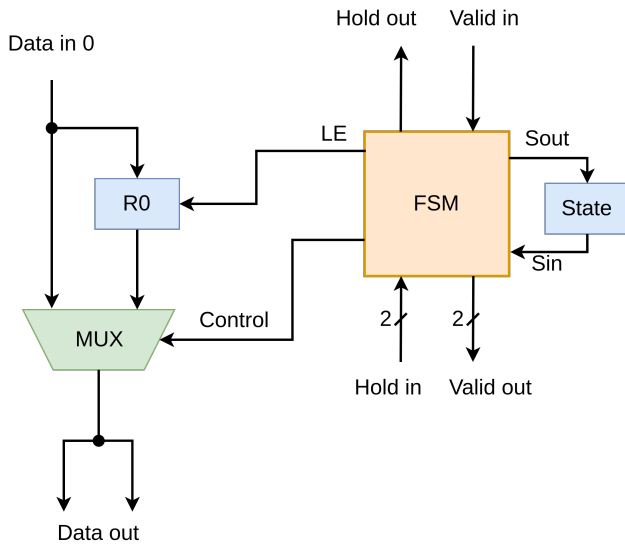 Hold out
Valid in
Data in 0
LE
Sout
R0
FSM
State
Sin
Control
2
2
MUX
Hold in
Valid out
Data out